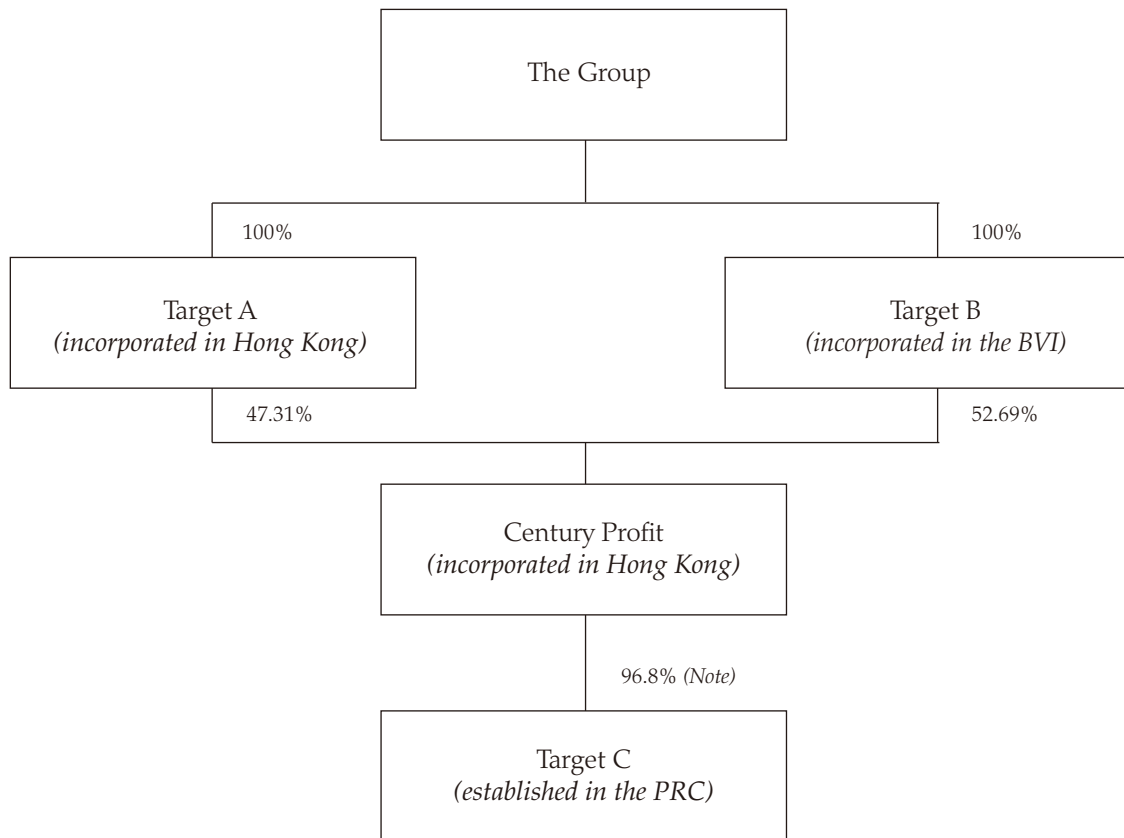 The Group
100%
100%
Target A
(incorporated in Hong Kong)
Target B
(incorporated in the BVI)
47.31%
52.69%
Century Profit
(incorporated in Hong Kong)
96.8% (Note)
Target C
(established in the PRC)